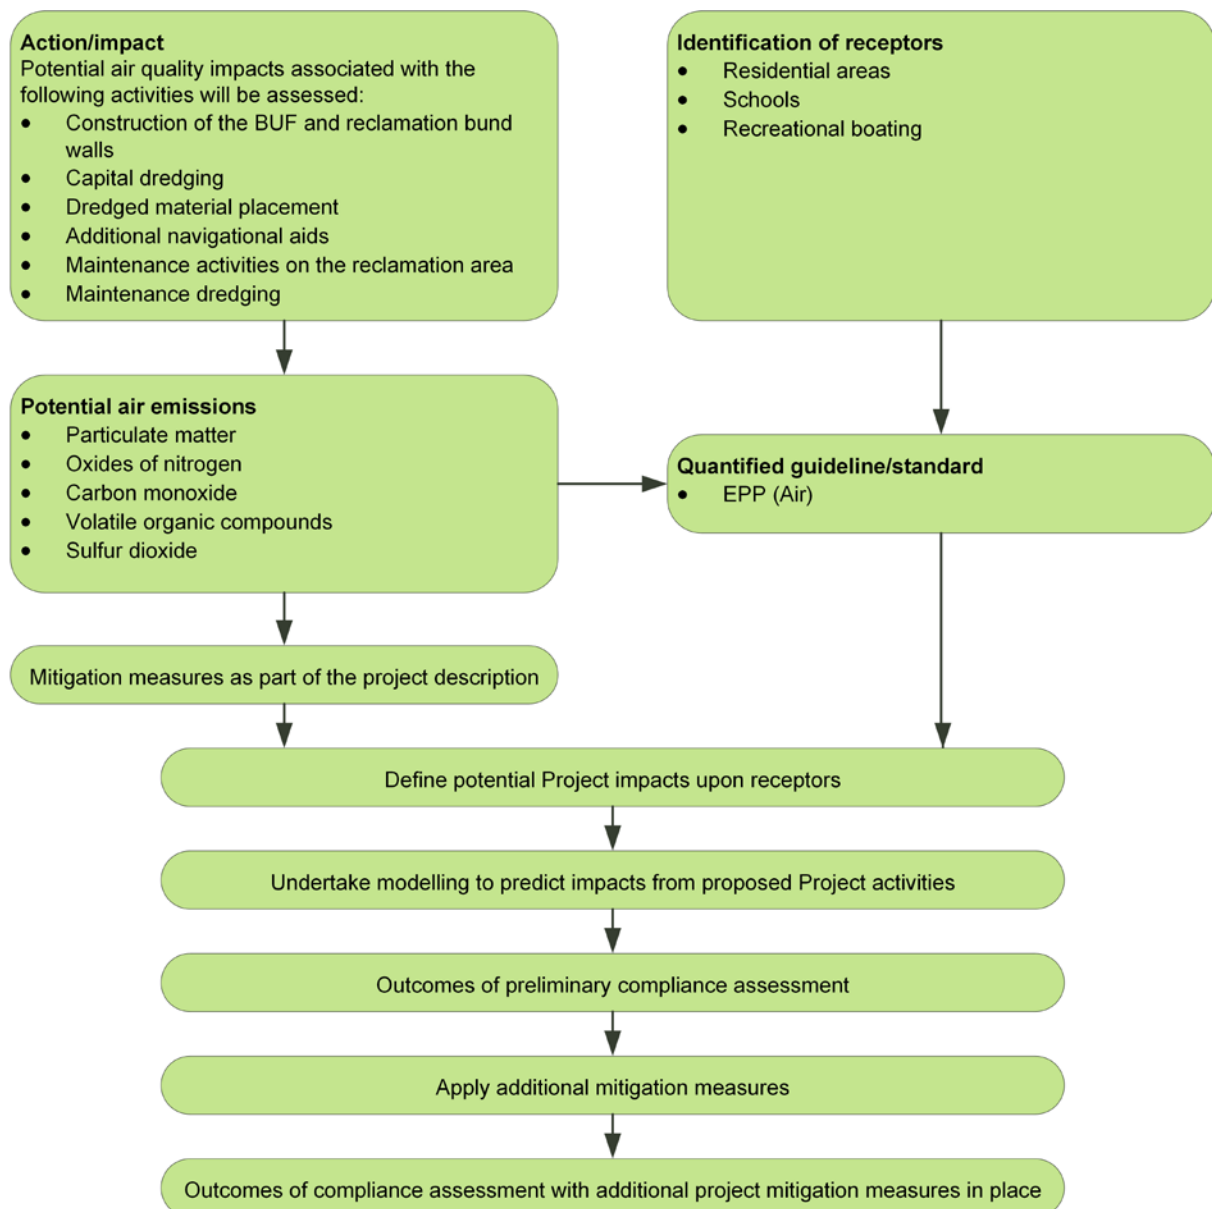 Action/impact
Potential air quality impacts associated with the
following activities will be assessed:
• Construction of the BUF and reclamation bund
walls
• Capital dredging
• Dredged material placement
• Additional navigational aids
• Maintenance activities on the reclamation area
• Maintenance dredging
Identification of receptors
• Residential areas
• Schools
• Recreational boating
Potential air emissions
• Particulate matter
• Oxides of nitrogen
• Carbon monoxide
• Volatile organic compounds
• Sulfur dioxide
Quantified guideline/standard
• EPP (Air)
Mitigation measures as part of the project description
Define potential Project impacts upon receptors
Undertake modelling to predict impacts from proposed Project activities
Outcomes of preliminary compliance assessment
Apply additional mitigation measures
Outcomes of compliance assessment with additional project mitigation measures in place